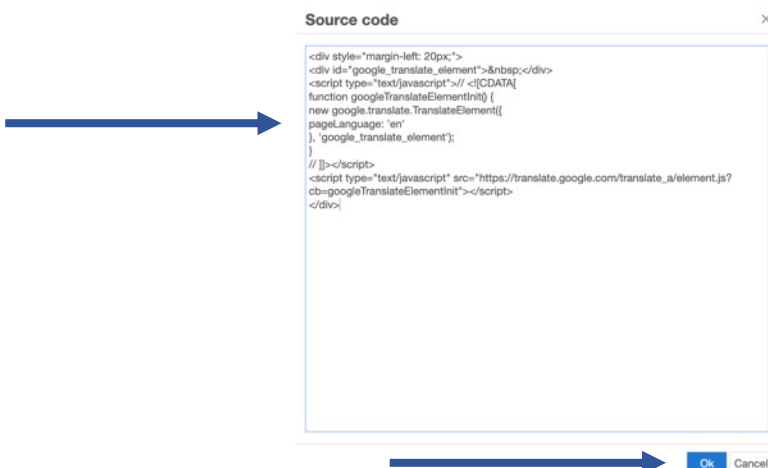 Source code
<div style="margin-left: 20px;">
<div id="google_translate_element">&nbsp;</div>
<script type="text/javascript">// <![CDATA[
function googleTranslateElementInit() {
new google.translate.TranslateElement({
pageLanguage: 'en'
}, 'google_translate_element');
}
// ]]></script>
<script type="text/javascript" src="https://translate.google.com/translate_a/element.js?
cb=googleTranslateElementInit"></script>
</div>
Ok Cancel